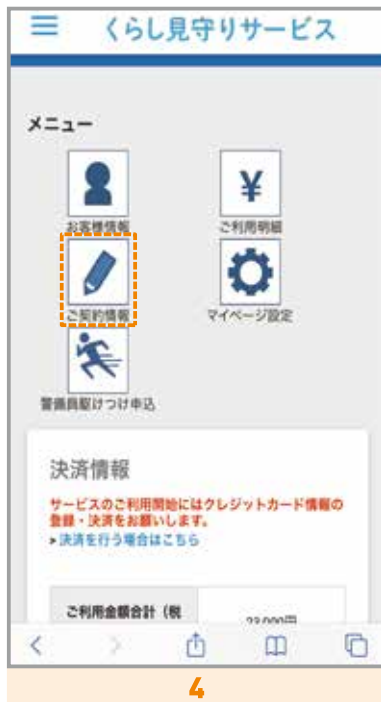 くらし見守りサービス
メニュー
お客様情報
ご利用明細
ご契約情報
マイページ設定
警備員駆けつけ申込
決済情報
サービスのご利用開始にはクレジットカード情報の
登録・決済をお願いします。
▸決済を行う場合はこちら
ご利用金額合計（税
23,000円
4